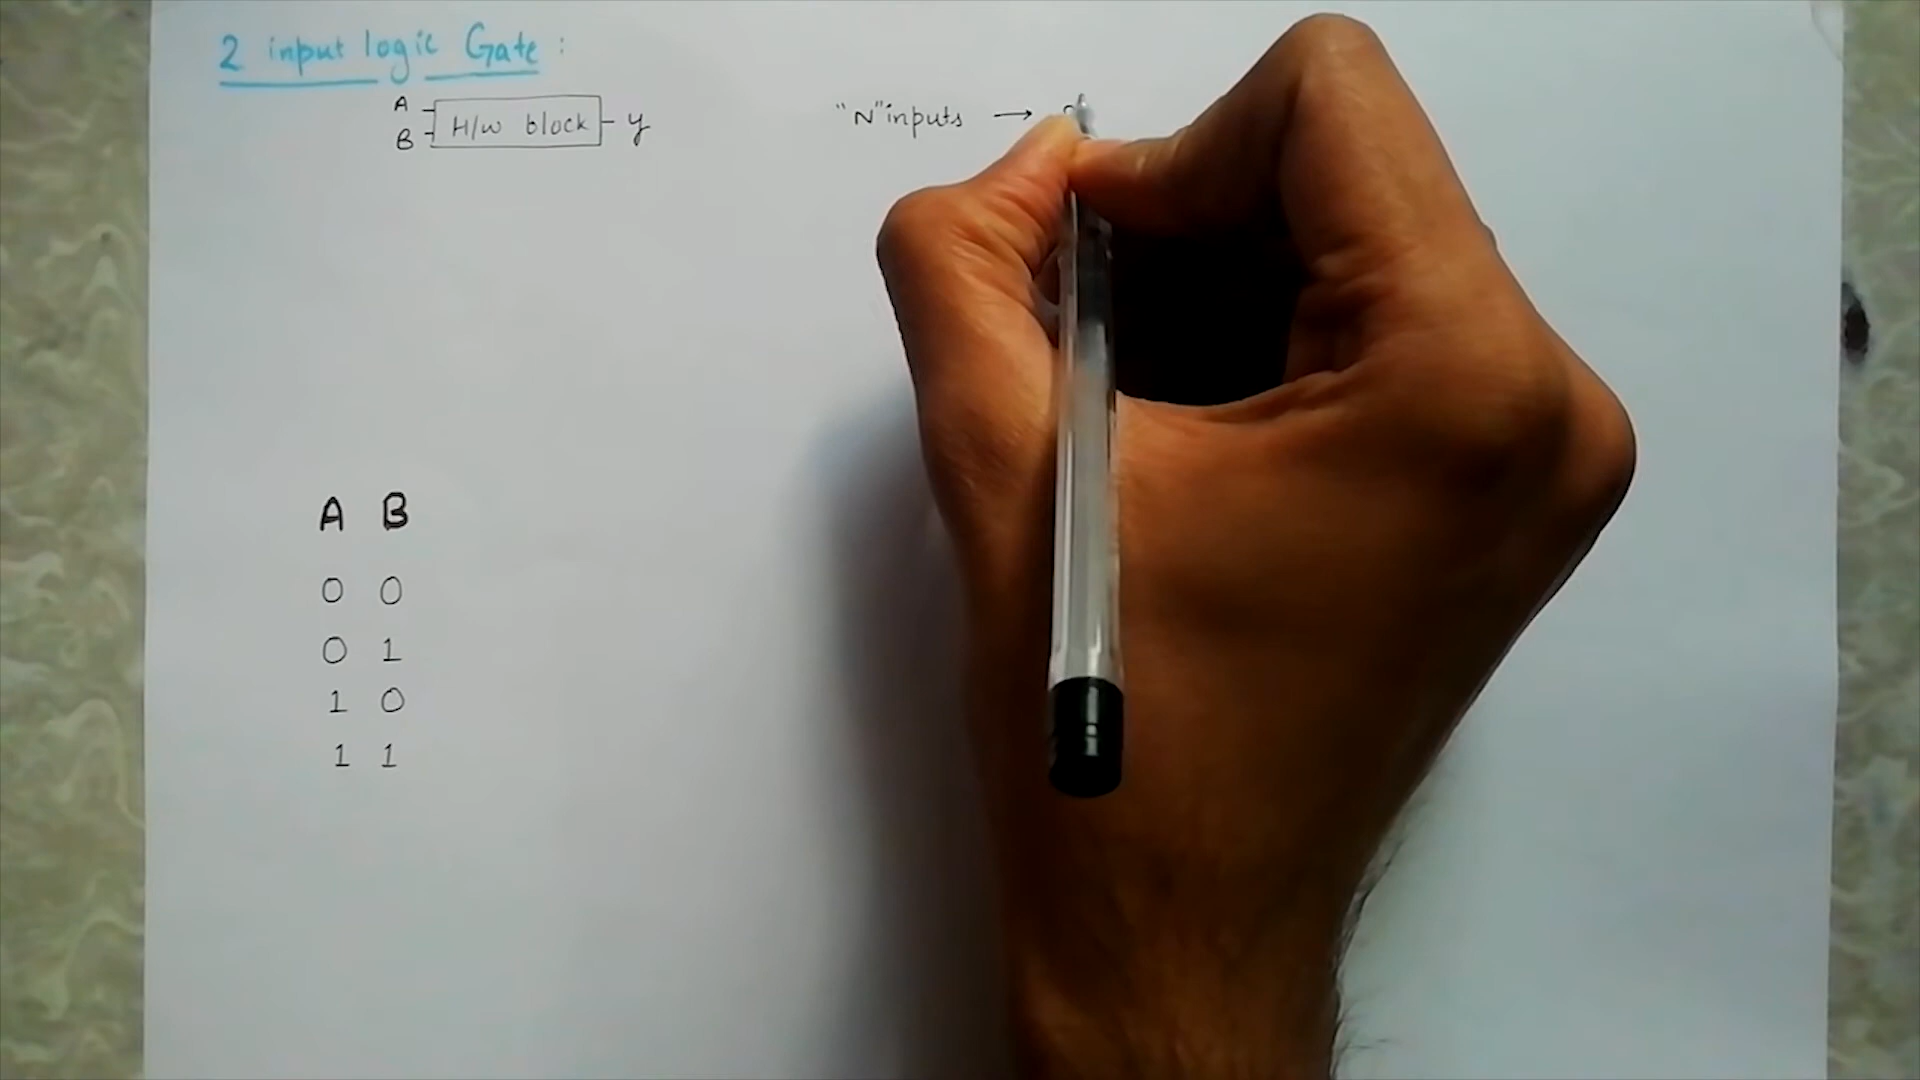 2 input logic Gate :
A
B
H/w block
y
"N" inputs →
A B
0 0
0 1
1 0
1 1